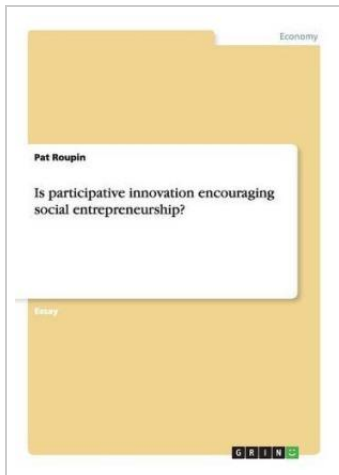 Economy
Pat Roupin
Is participative innovation encouraging
social entrepreneurship?
Essay
GRIN